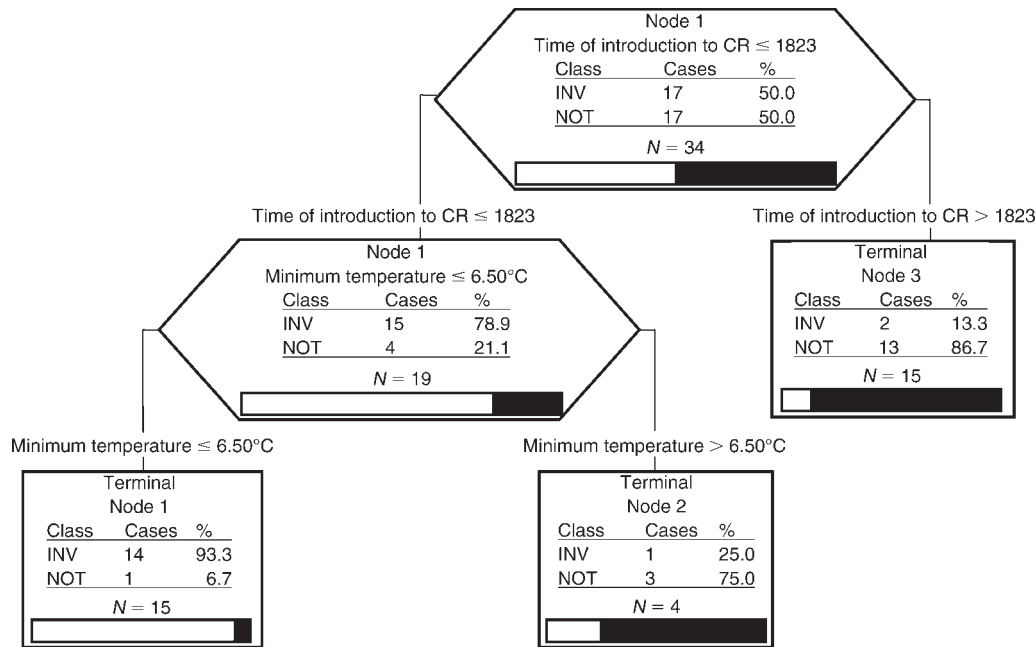 Node 1
Time of introduction to CR ≤ 1823
Class Cases %
INV 17 50.0
NOT 17 50.0
N = 34
Time of introduction to CR ≤ 1823
Time of introduction to CR > 1823
Node 1
Minimum temperature ≤ 6.50°C
Class Cases %
INV 15 78.9
NOT 4 21.1
N = 19
Terminal
Node 3
Class Cases %
INV 2 13.3
NOT 13 86.7
N = 15
Minimum temperature ≤ 6.50°C
Minimum temperature > 6.50°C
Terminal
Node 1
Class Cases %
INV 14 93.3
NOT 1 6.7
N = 15
Terminal
Node 2
Class Cases %
INV 1 25.0
NOT 3 75.0
N = 4